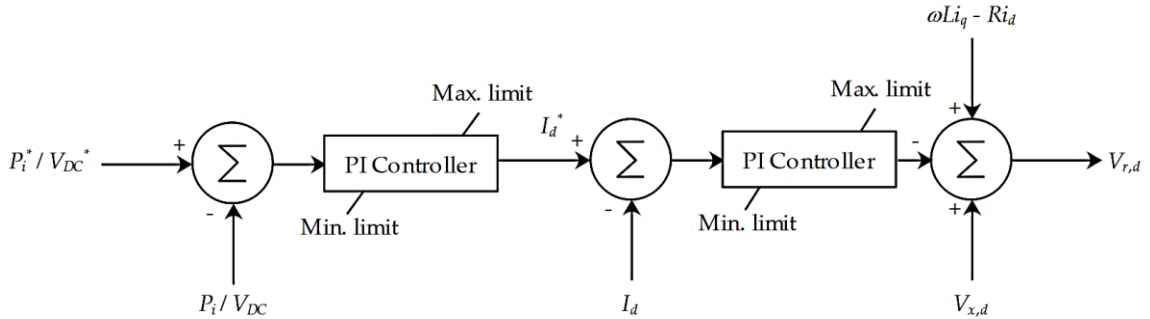 ωLi_q - Ri_d
Max. limit
Max. limit
+
P_i^* / V_DC^*
+
Σ
PI Controller
I_d^*
+
Σ
PI Controller
-
Σ
V_r,d
-
Min. limit
-
Min. limit
+
P_i / V_DC
I_d
V_x,d